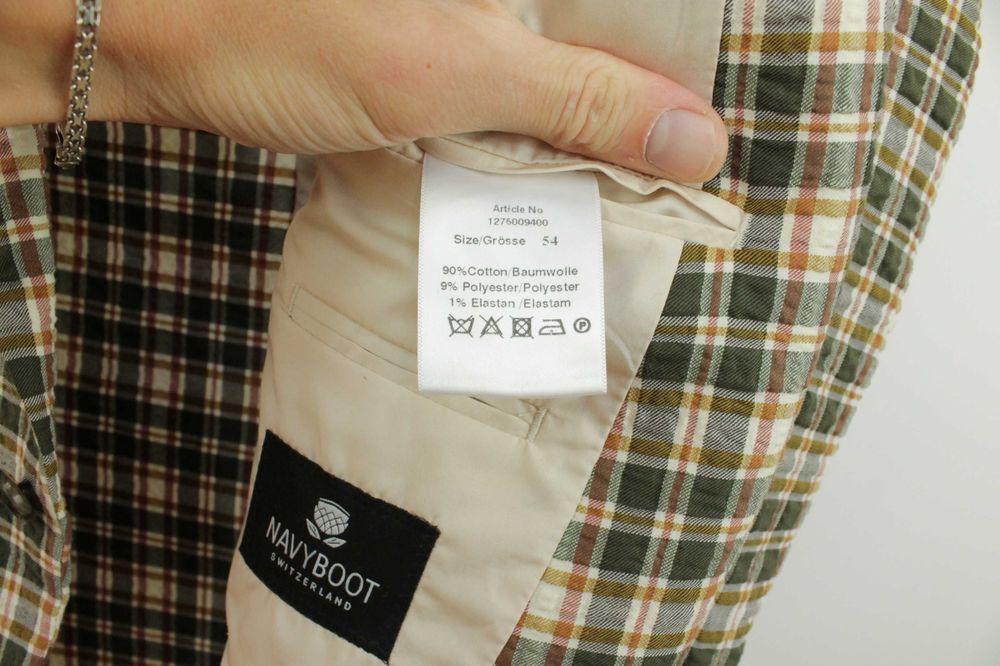 Article No
1276009400
Size/Grösse 54
90%Cotton/Baumwolle
9% Polyester/Polyester
1% Elastan /Elastam
P
NAVYBOOT
SWITZERLAND